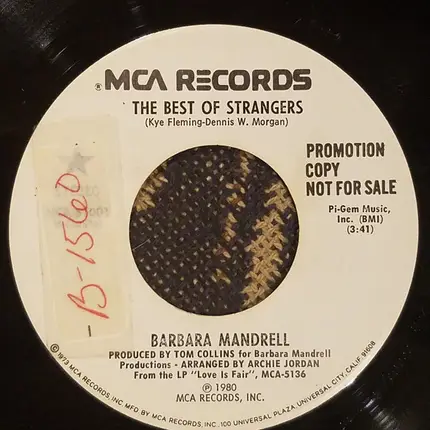 MCA RECORDS
THE BEST OF STRANGERS
(Kye Fleming-Dennis W. Morgan)
PROMOTION
COPY
NOT FOR SALE
Pi-Gem Music,
Inc. (BMI)
(3:41)
B-1560
BARBARA MANDRELL
PRODUCED BY TOM COLLINS for Barbara Mandrell
Productions - ARRANGED BY ARCHIE JORDAN
From the LP "Love Is Fair", MCA-5136
℗ 1980
MCA RECORDS, INC.
©1973 MCA RECORDS, INC. MFG BY MCA RECORDS, INC. 100 UNIVERSAL PLAZA, UNIVERSAL CITY, CALIF. 91608